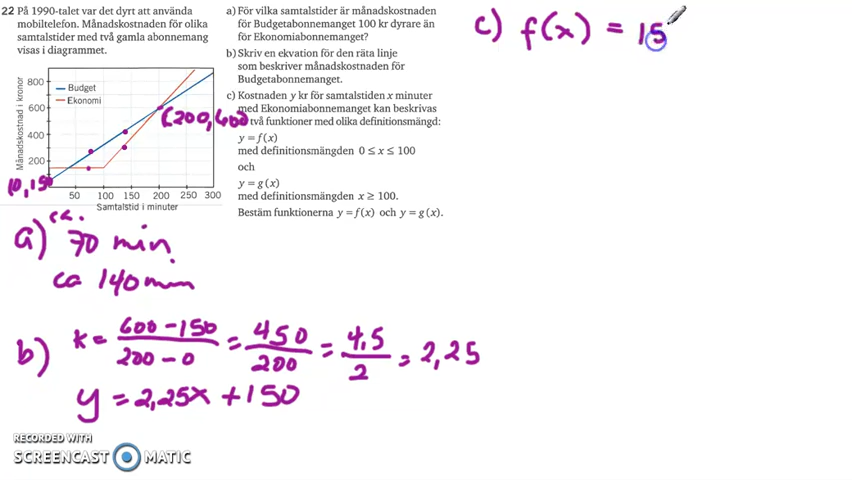 22 På 1990-talet var det dyrt att använda
mobiltelefon. Månadskostnaden för olika
samtalstider med två gamla abonnemang
visas i diagrammet.
Månadskostnad i kronor
800
600
400
200
Budget
Ekonomi
(200,600
(0,150
50 100 150 200 250 300
Samtalstid i minuter
a) För vilka samtalstider är månadskostnaden
för Budgetabonnemanget 100 kr dyrare än
för Ekonomiabonnemanget?
b) Skriv en ekvation för den räta linje
som beskriver månadskostnaden för
Budgetabonnemanget.
c) Kostnaden y kr för samtalstiden x minuter
med Ekonomiabonnemanget kan beskrivas
två funktioner med olika definitionsmängd:
y = f(x)
med definitionsmängden 0 ≤ x ≤ 100
och
y = g(x)
med definitionsmängden x ≥ 100.
Bestäm funktionerna y = f(x) och y = g(x).
a) ca. 70 min.
ca 140 min
b) K = 600 - 150 / 200 - 0 = 450 / 200 = 4,5 / 2 = 2,25
y = 2,25x + 150
c) f(x) = 15
RECORDED WITH
SCREENCAST MATIC